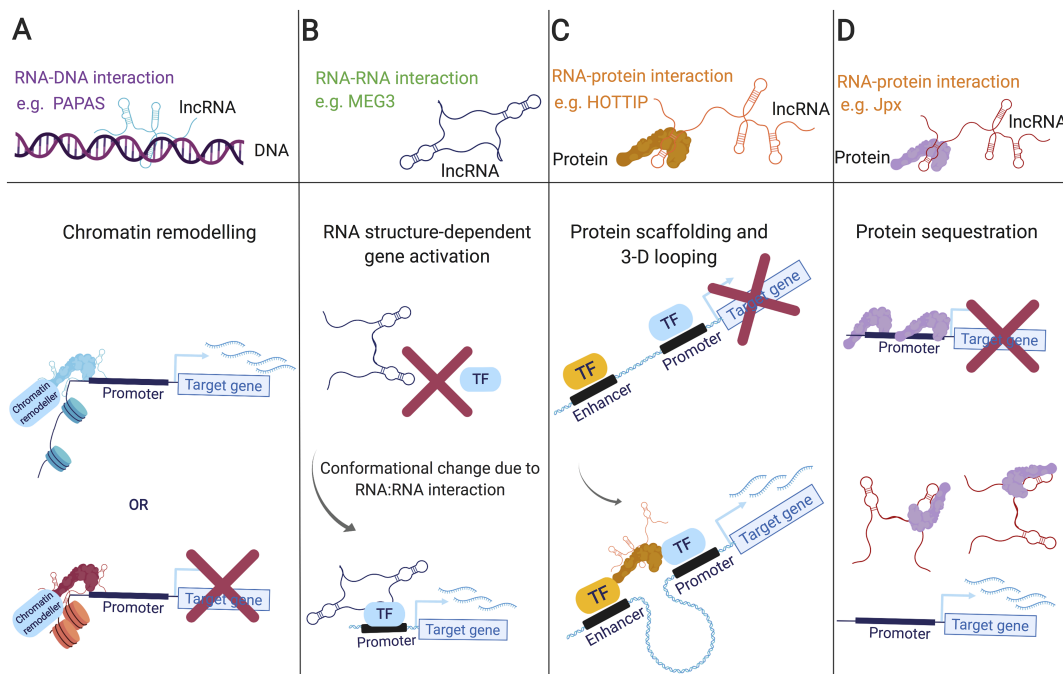 A
RNA-DNA interaction
e.g. PAPAS
lncRNA
DNA
Chromatin remodelling
Chromatin
remodeller
Promoter
Target gene
OR
Chromatin
remodeller
Promoter
Target gene
B
RNA-RNA interaction
e.g. MEG3
lncRNA
RNA structure-dependent
gene activation
TF
Conformational change due to
RNA:RNA interaction
TF
Promoter
Target gene
C
RNA-protein interaction
e.g. HOTTIP
lncRNA
Protein
Protein scaffolding and
3-D looping
Target gene
TF
Promoter
TF
Enhancer
Target gene
TF
Promoter
TF
Enhancer
D
RNA-protein interaction
e.g. Jpx
lncRNA
Protein
Protein sequestration
Promoter
Target gene
Promoter
Target gene